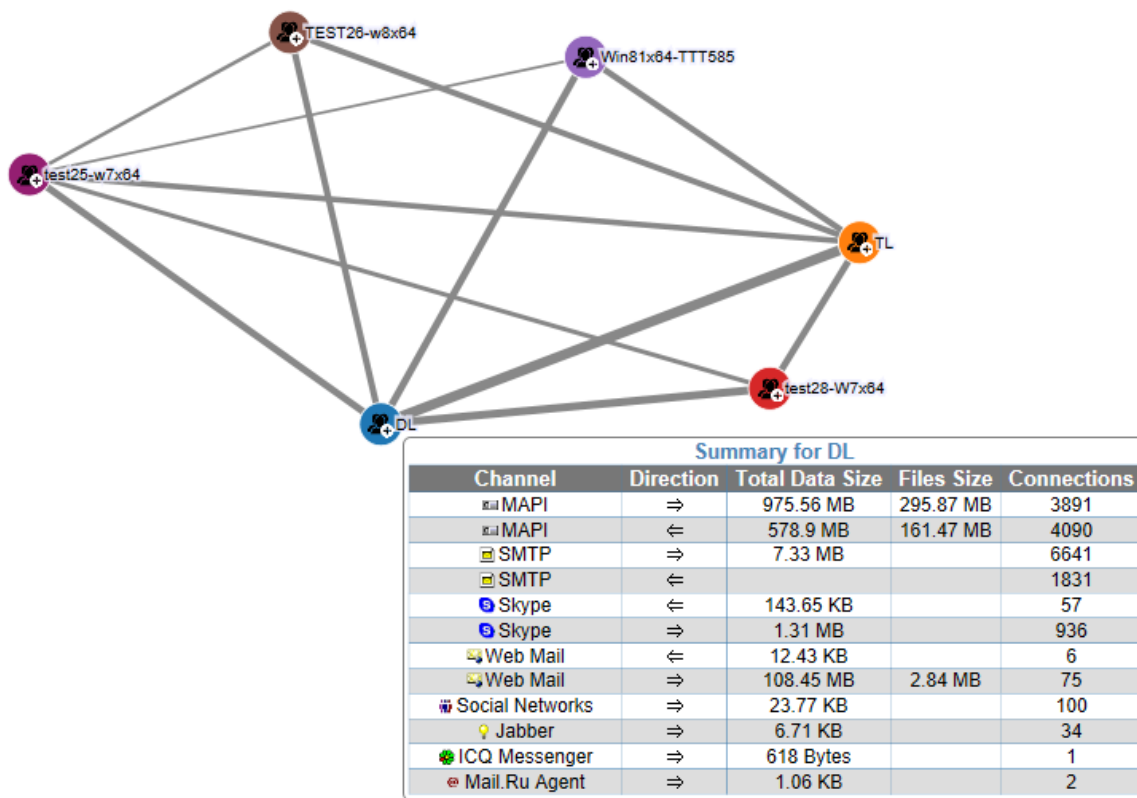 TEST26-w8x64
Win81x64-TTT585
test25-w7x64
TL
test28-W7x64
DL
Summary for DL
Channel Direction Total Data Size Files Size Connections
MAPI ⇒ 975.56 MB 295.87 MB 3891
MAPI ⇐ 578.9 MB 161.47 MB 4090
SMTP ⇒ 7.33 MB 6641
SMTP ⇐ 1831
Skype ⇐ 143.65 KB 57
Skype ⇒ 1.31 MB 936
Web Mail ⇐ 12.43 KB 6
Web Mail ⇒ 108.45 MB 2.84 MB 75
Social Networks ⇒ 23.77 KB 100
Jabber ⇒ 6.71 KB 34
ICQ Messenger ⇒ 618 Bytes 1
Mail.Ru Agent ⇒ 1.06 KB 2